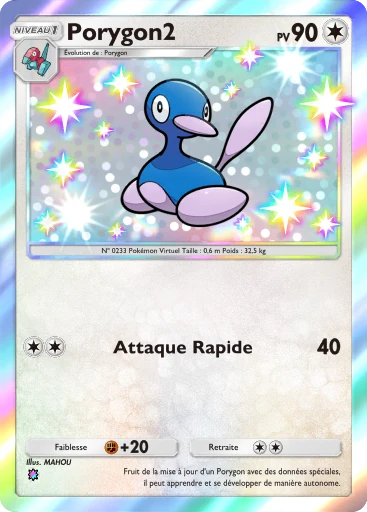 NIVEAU 1
Porygon2
PV 90
Évolution de : Porygon
N° 0233 Pokémon Virtuel Taille : 0,6 m Poids : 32,5 kg
Attaque Rapide 40
Faiblesse +20 Retraite
Illus. MAHOU
Fruit de la mise à jour d'un Porygon avec des données spéciales,
il peut apprendre et se développer de manière autonome.